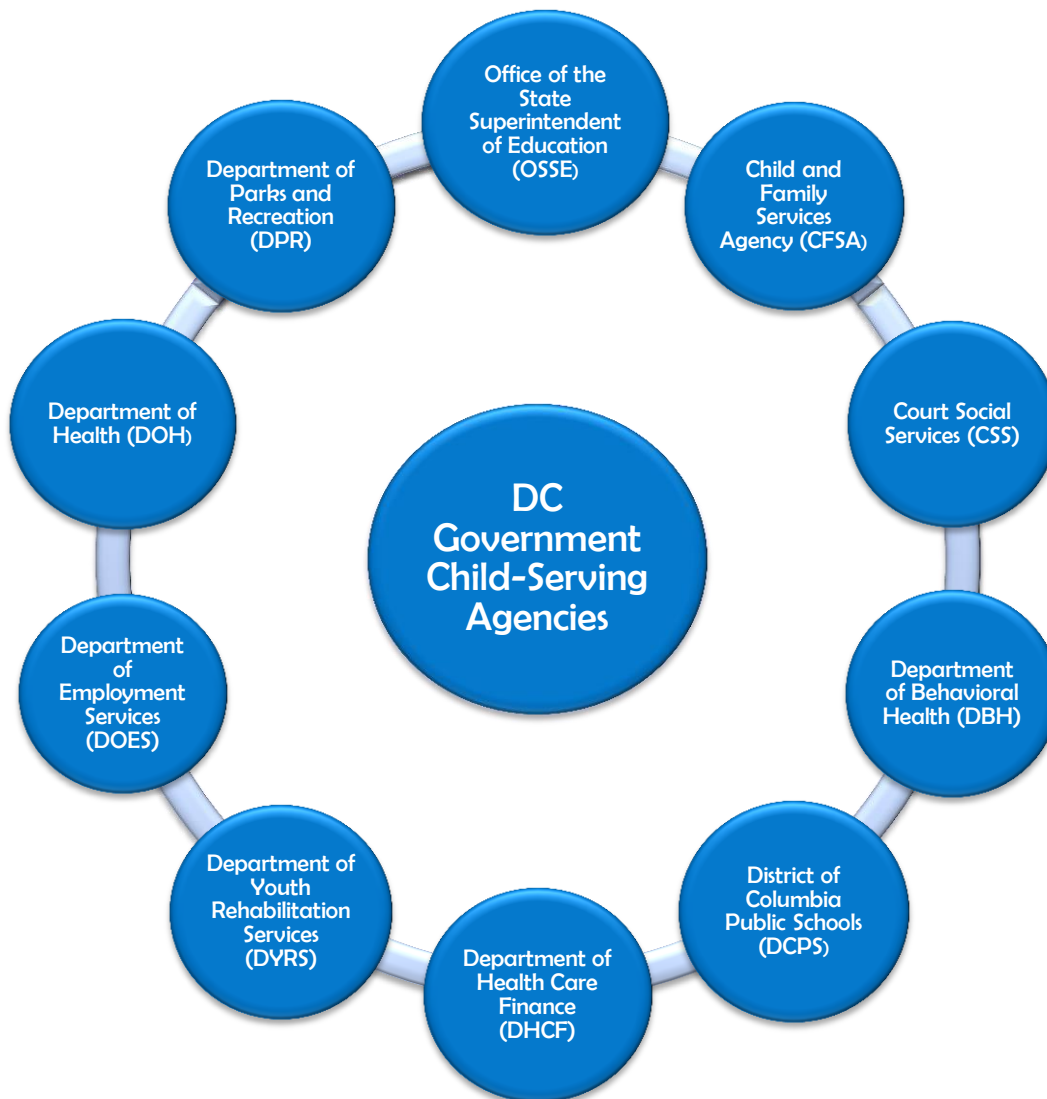 Office of the
State
Superintendent
of Education
(OSSE)
Child and
Family
Services
Agency (CFSA)
Court Social
Services (CSS)
Department
of Behavioral
Health (DBH)
District of
Columbia
Public Schools
(DCPS)
Department of
Health Care
Finance
(DHCF)
Department of
Youth
Rehabilitation
Services
(DYRS)
Department
of
Employment
Services
(DOES)
Department of
Health (DOH)
Department of
Parks and
Recreation
(DPR)
DC
Government
Child-Serving
Agencies